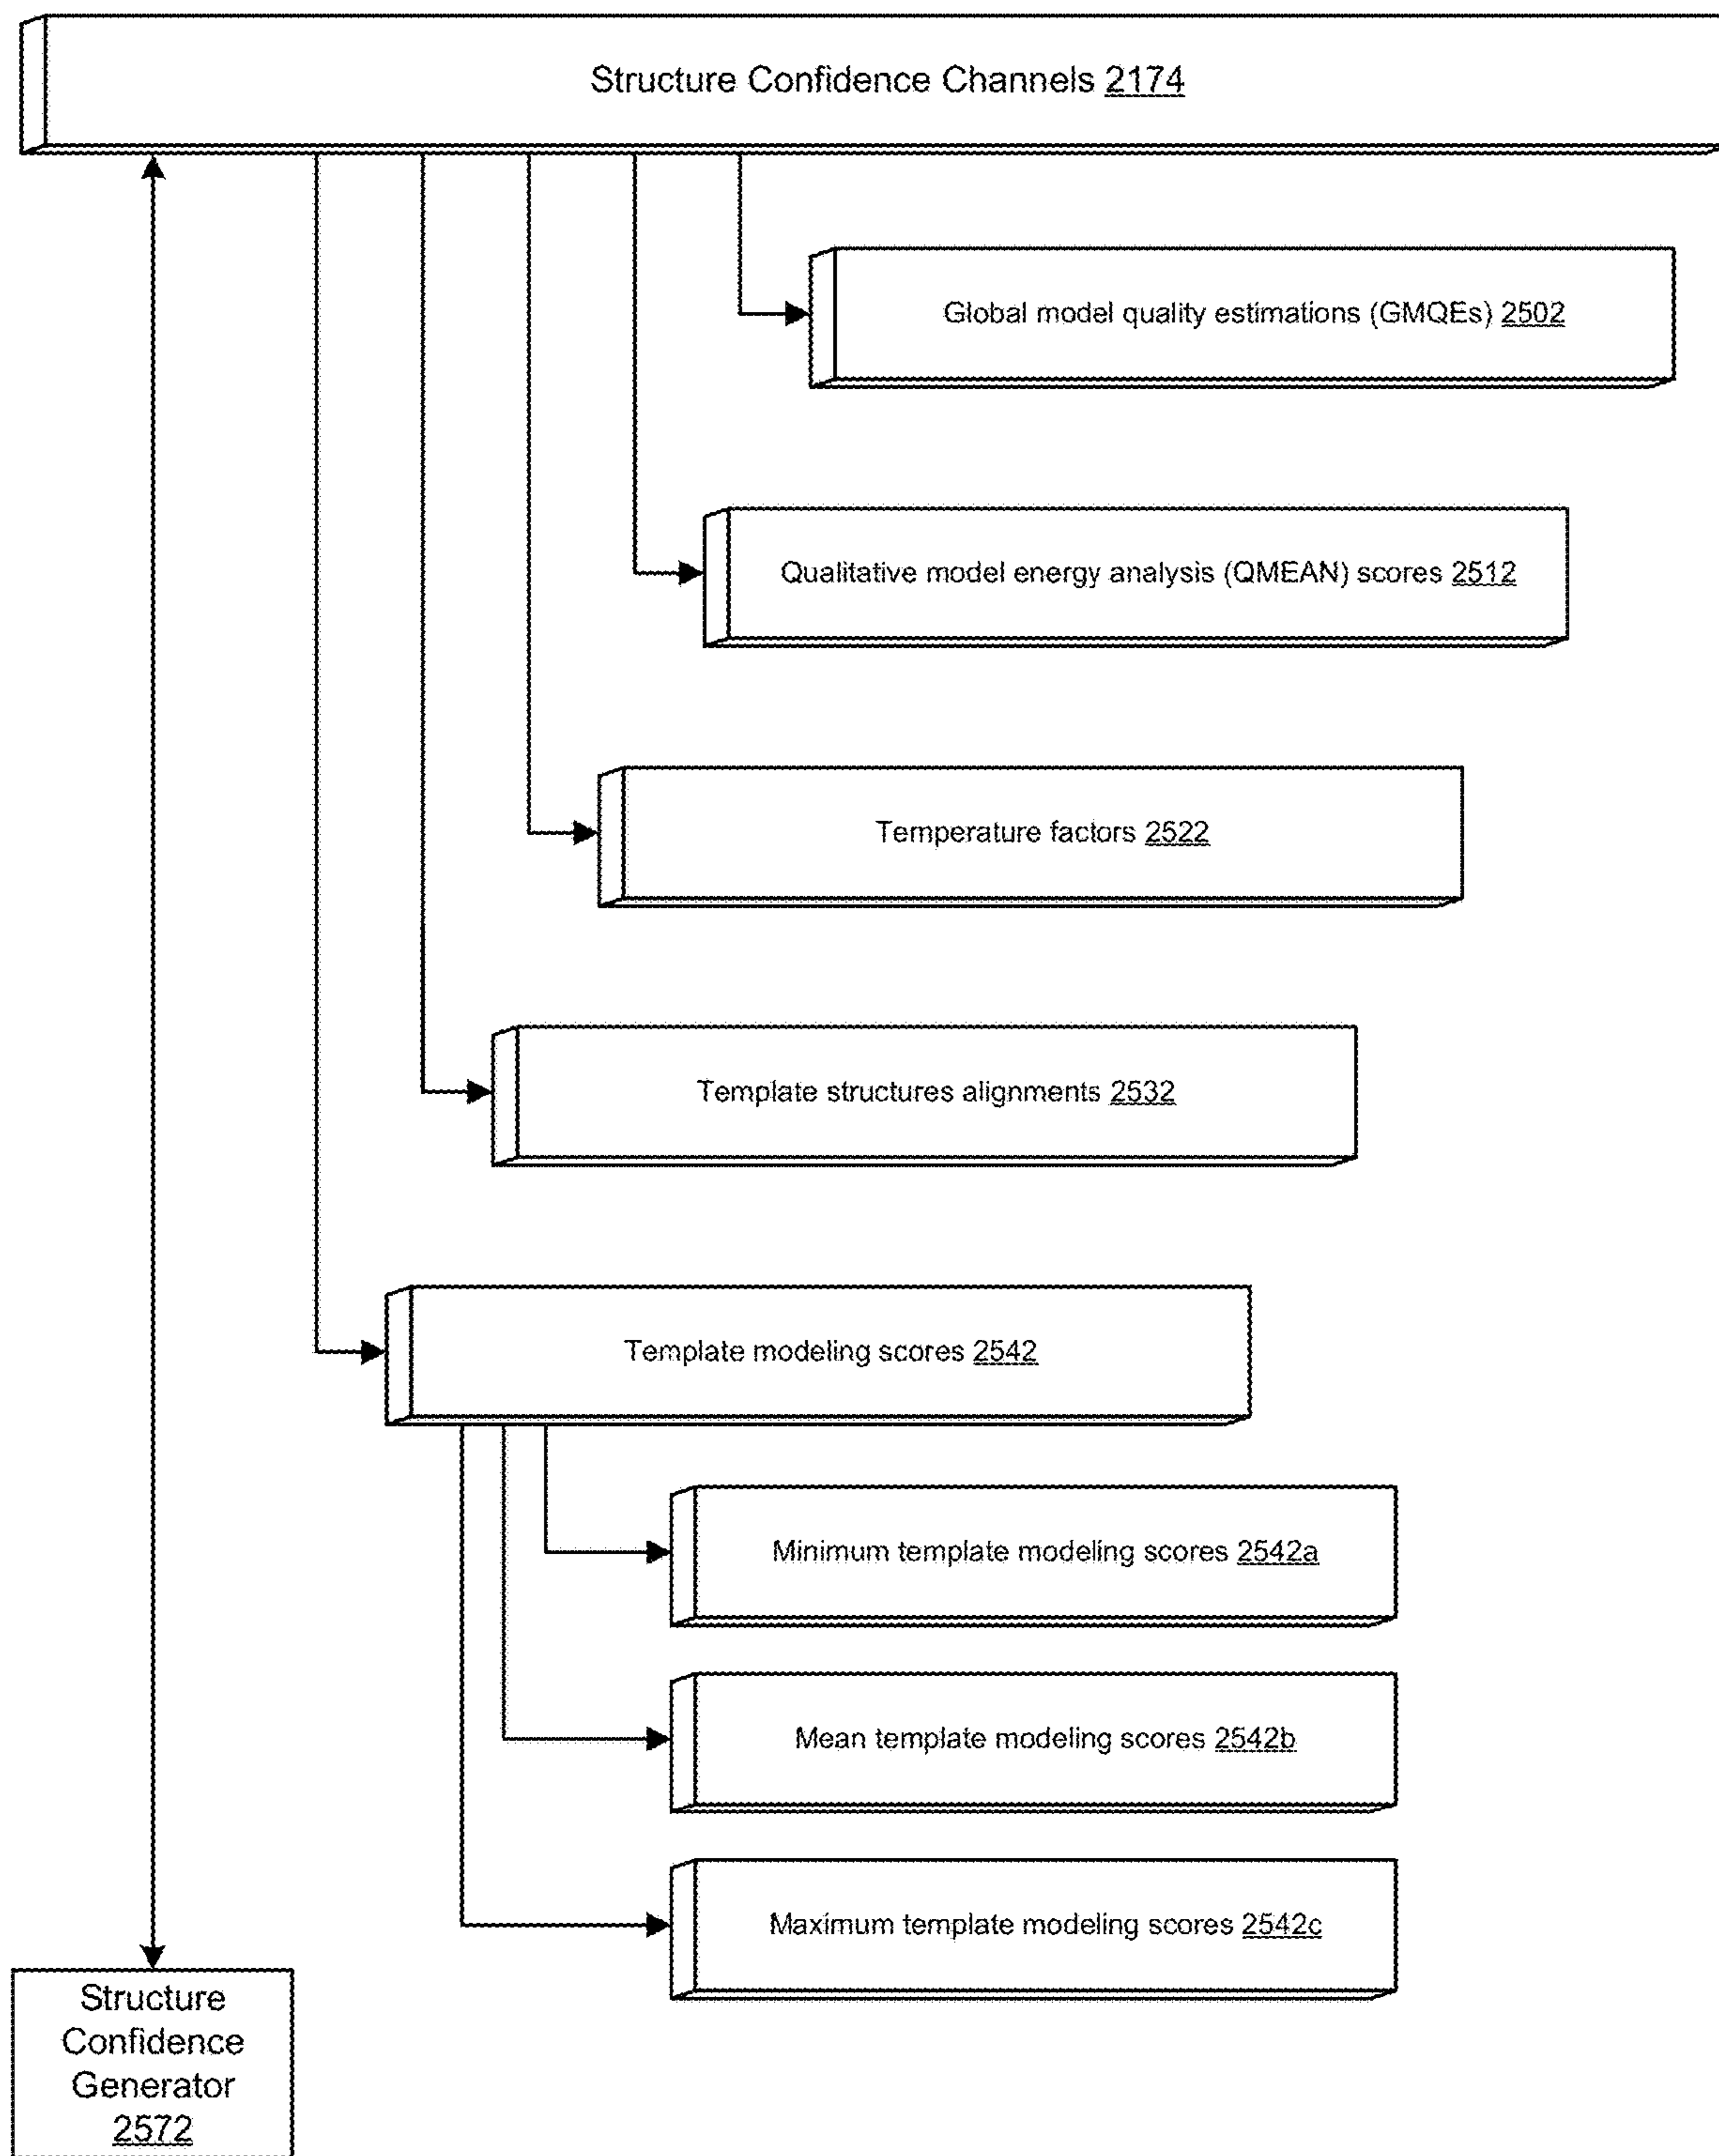 Structure Confidence Channels 2174
Global model quality estimations (GMQEs) 2502
Qualitative model energy analysis (QMEAN) scores 2512
Temperature factors 2522
Template structures alignments 2532
Template modeling scores 2542
Minimum template modeling scores 2542a
Mean template modeling scores 2542b
Maximum template modeling scores 2542c
Structure
Confidence
Generator
2572